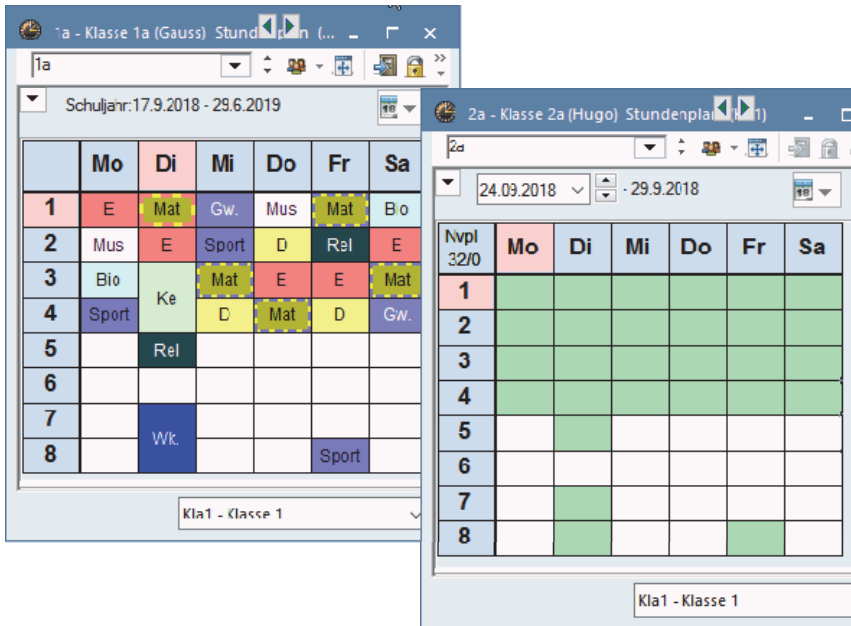 1a - Klasse 1a (Gauss) Stund
1a
Schuljahr:17.9.2018 - 29.6.2019
18
Mo Di Mi Do Fr Sa
1 E Mat Gw. Mus Mat Bio
2 Mus E Sport D Rel E
3 Bio Ke Mat E E Mat
4 Sport D Mat D Gw.
5 Rel
6
7 Wk.
8 Sport
Kla1 - Klasse 1
2a - Klasse 2a (Hugo) Stundenplan
2a
24.09.2018 - 29.9.2018
18
Nvpl
32/0
Mo Di Mi Do Fr Sa
1
2
3
4
5
6
7
8
Kla1 - Klasse 1